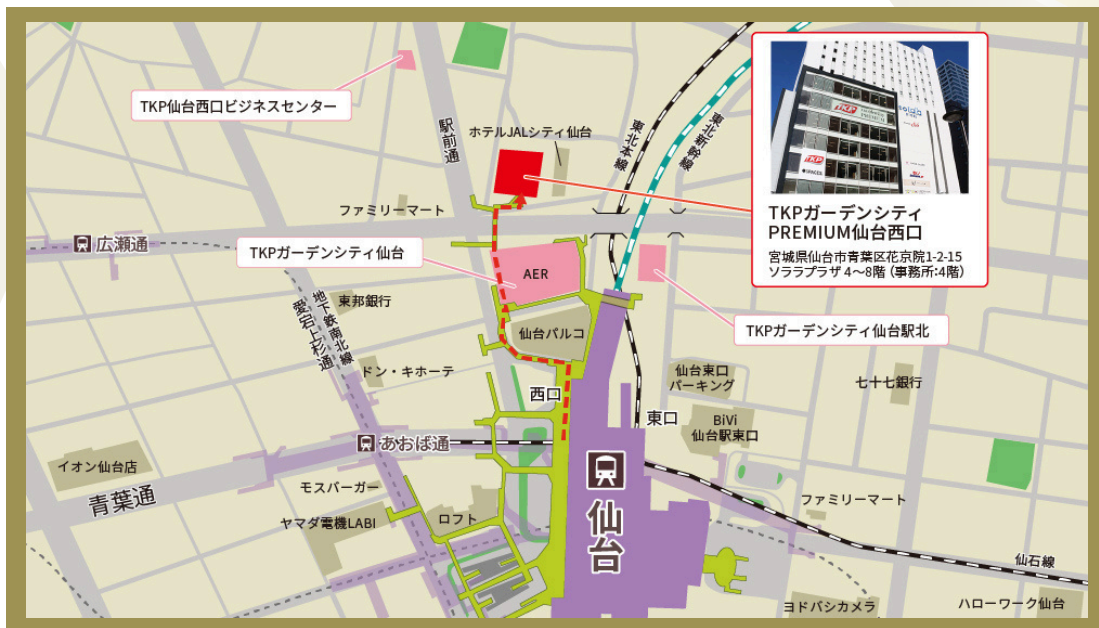 TKP仙台西口ビジネスセンター
駅前通
ホテルJALシティ仙台
東北本線
東北新幹線
TKP
PREMIUM
solala
TKP
SPACES
TKPガーデンシティ
PREMIUM仙台西口
宮城県仙台市青葉区花京院1-2-15
ソララプラザ 4〜8階 (事務所:4階)
ファミリーマート
広瀬通
TKPガーデンシティ仙台
AER
TKPガーデンシティ仙台駅北
地下鉄南北線
愛宕上杉通
東邦銀行
仙台パルコ
ドン・キホーテ
西口
仙台東口
パーキング
七十七銀行
東口
BiVi
仙台駅東口
あおば通
イオン仙台店
青葉通
モスバーガー
ヤマダ電機LABI
ロフト
仙台
ファミリーマート
仙石線
ヨドバシカメラ
ハローワーク仙台